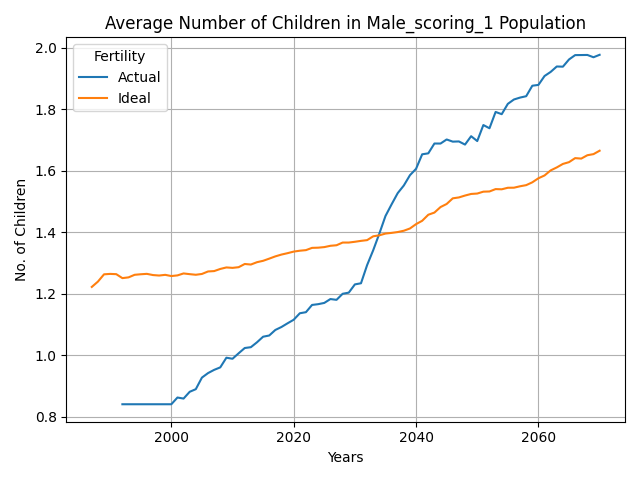 Average Number of Children in Male_scoring_1 Population
Fertility
Actual
Ideal
No. of Children
2.0
1.8
1.6
1.4
1.2
1.0
0.8
2000 2020 2040 2060
Years